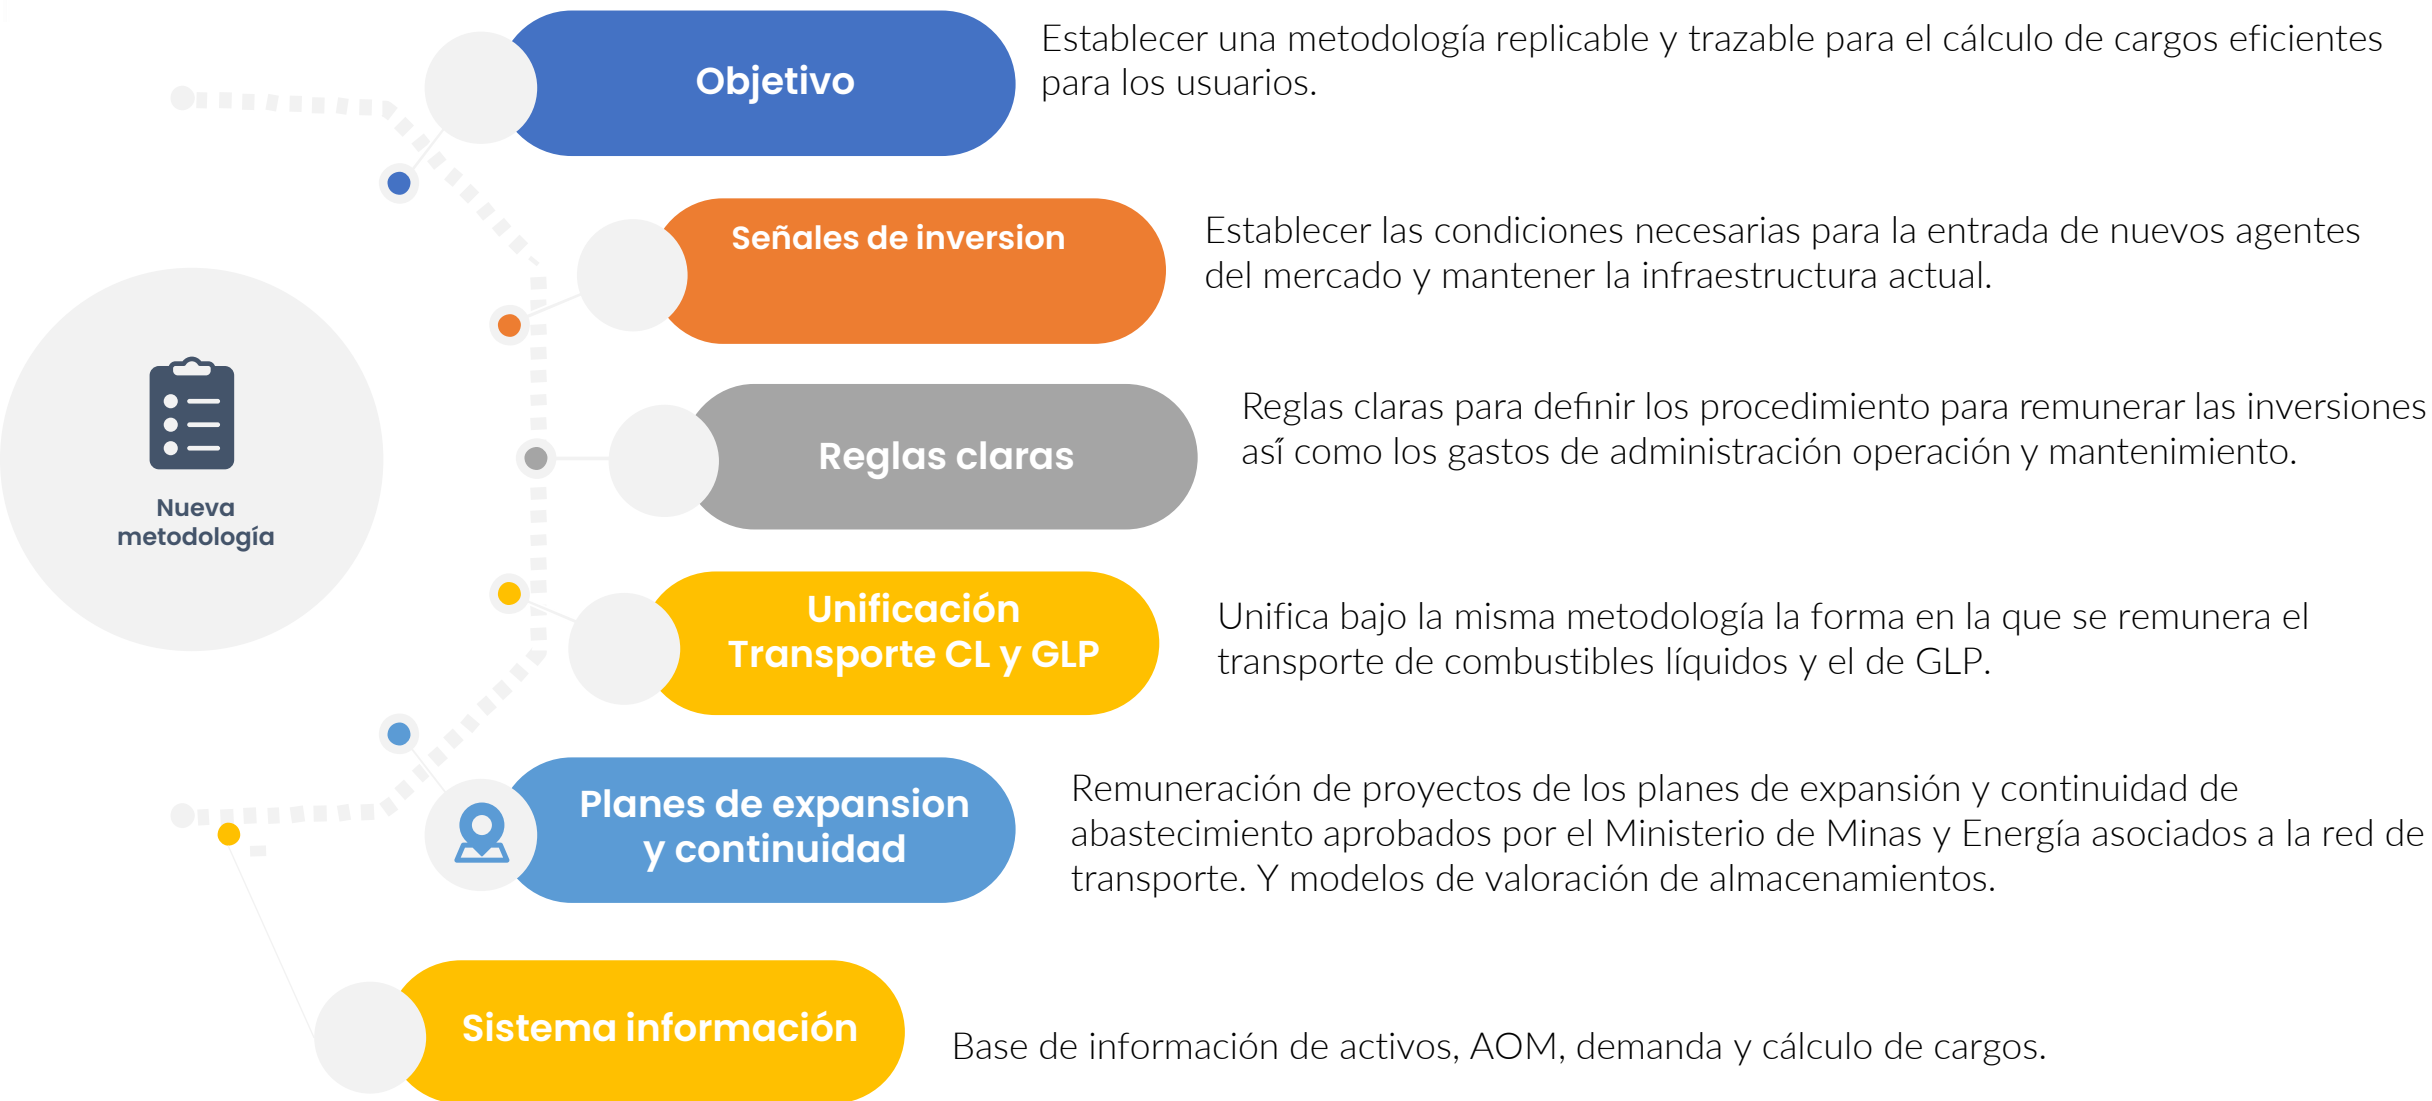 Nueva
metodología
Objetivo
Establecer una metodología replicable y trazable para el cálculo de cargos eficientes
para los usuarios.
Señales de inversion
Establecer las condiciones necesarias para la entrada de nuevos agentes
del mercado y mantener la infraestructura actual.
Reglas claras
Reglas claras para definir los procedimiento para remunerar las inversiones
así como los gastos de administración operación y mantenimiento.
Unificación
Transporte CL y GLP
Unifica bajo la misma metodología la forma en la que se remunera el
transporte de combustibles líquidos y el de GLP.
Planes de expansion
y continuidad
Remuneración de proyectos de los planes de expansión y continuidad de
abastecimiento aprobados por el Ministerio de Minas y Energía asociados a la red de
transporte. Y modelos de valoración de almacenamientos.
Sistema información
Base de información de activos, AOM, demanda y cálculo de cargos.